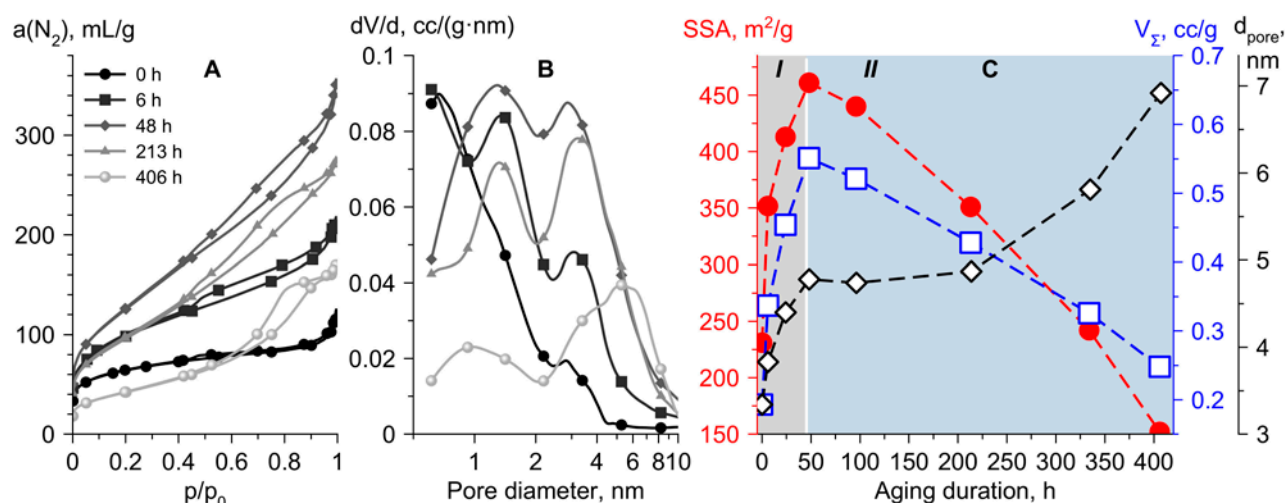 a(N₂), mL/g
A
0 h
6 h
48 h
213 h
406 h
300
200
100
0
0 0.2 0.4 0.6 0.8 1
p/p₀
dV/d, cc/(g·nm)
B
0.1
0.08
0.06
0.04
0.02
0
1 2 4 6 8 10
Pore diameter, nm
SSA, m²/g
V_Σ, cc/g
d_pore, nm
I
II
C
450
400
350
300
250
200
150
0 50 100 150 200 250 300 350 400
Aging duration, h
0.7
0.6
0.5
0.4
0.3
0.2
7
6
5
4
3